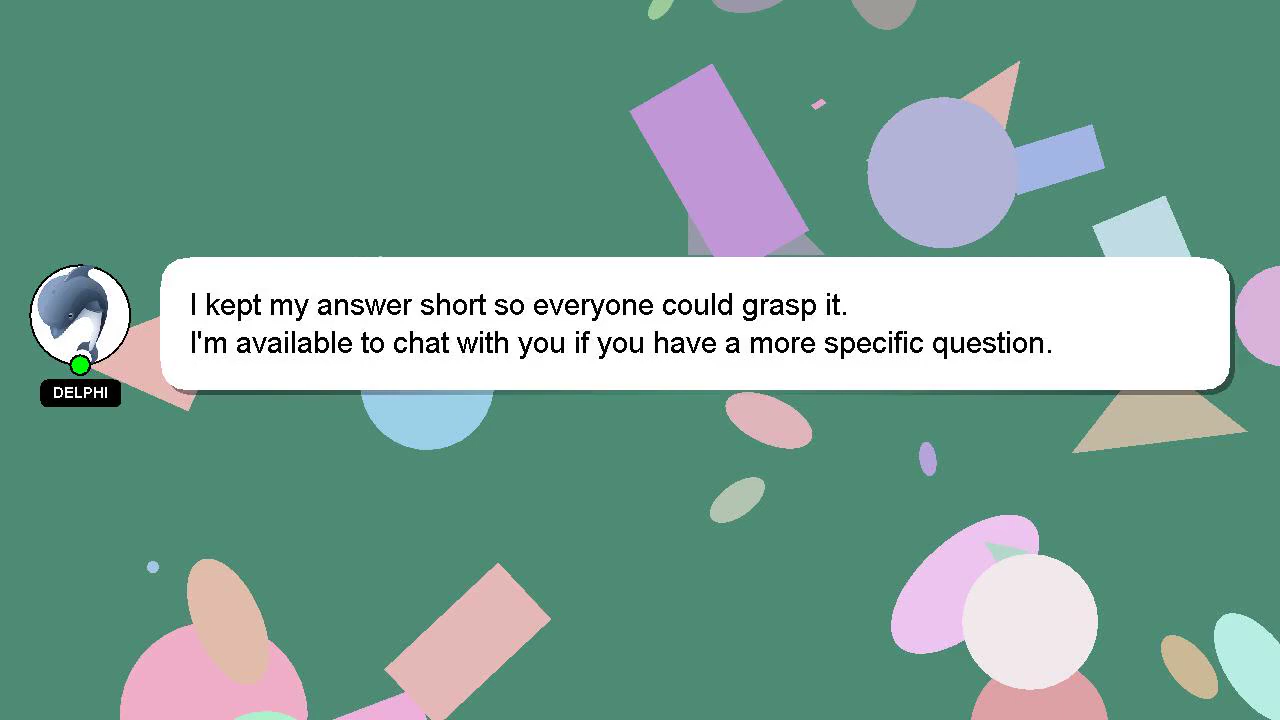 I kept my answer short so everyone could grasp it.
I'm available to chat with you if you have a more specific question.
DELPHI